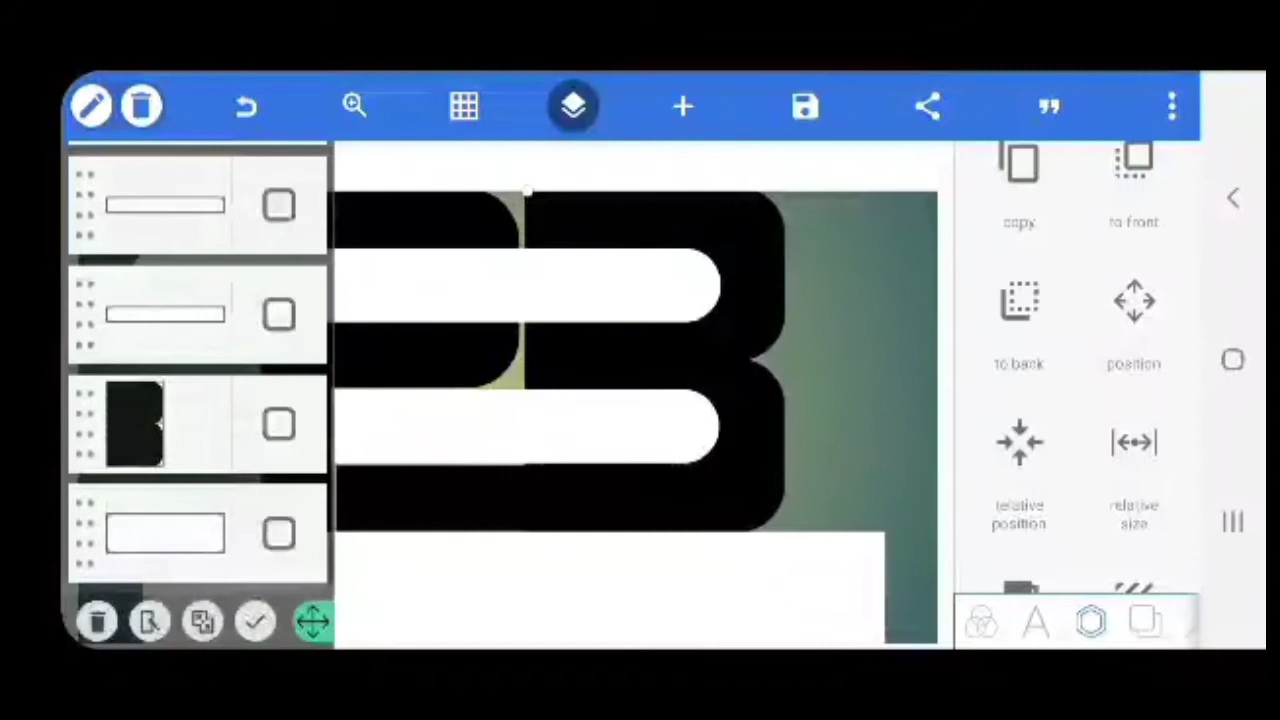 copy
to front
to back
position
relative
position
relative
size